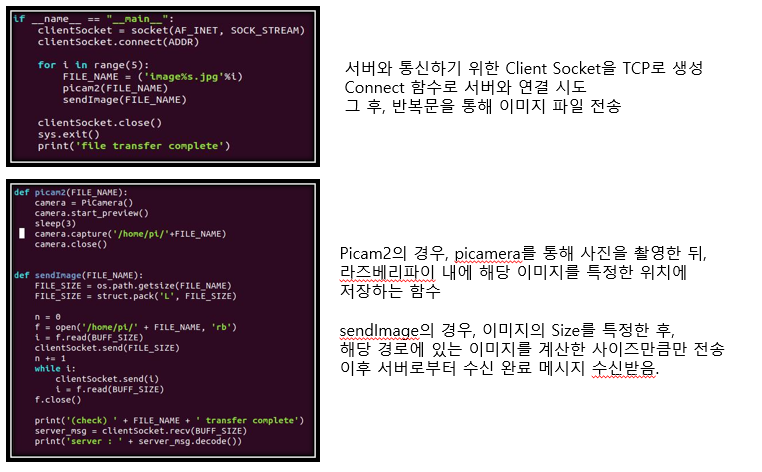 if __name__ == "__main__":
    clientSocket = socket(AF_INET, SOCK_STREAM)
    clientSocket.connect(ADDR)
    for i in range(5):
        FILE_NAME = ('image%s.jpg'%i)
        picam2(FILE_NAME)
        sendImage(FILE_NAME)
    clientSocket.close()
    sys.exit()
    print('file transfer complete')
서버와 통신하기 위한 Client Socket을 TCP로 생성
Connect 함수로 서버와 연결 시도
그 후, 반복문을 통해 이미지 파일 전송
def picam2(FILE_NAME):
    camera = PiCamera()
    camera.start_preview()
    sleep(3)
    camera.capture('/home/pi/'+FILE_NAME)
    camera.close()
def sendImage(FILE_NAME):
    FILE_SIZE = os.path.getsize(FILE_NAME)
    FILE_SIZE = struct.pack('L', FILE_SIZE)
    n = 0
    f = open('/home/pi/' + FILE_NAME, 'rb')
    i = f.read(BUFF_SIZE)
    clientSocket.send(FILE_SIZE)
    n += 1
    while i:
        clientSocket.send(i)
        i = f.read(BUFF_SIZE)
    f.close()
    print('(check) ' + FILE_NAME + ' transfer complete')
    server_msg = clientSocket.recv(BUFF_SIZE)
    print('server : ' + server_msg.decode())
Picam2의 경우, picamera를 통해 사진을 촬영한 뒤,
라즈베리파이 내에 해당 이미지를 특정한 위치에
저장하는 함수
sendImage의 경우, 이미지의 Size를 특정한 후,
해당 경로에 있는 이미지를 계산한 사이즈만큼만 전송
이후 서버로부터 수신 완료 메시지 수신받음.